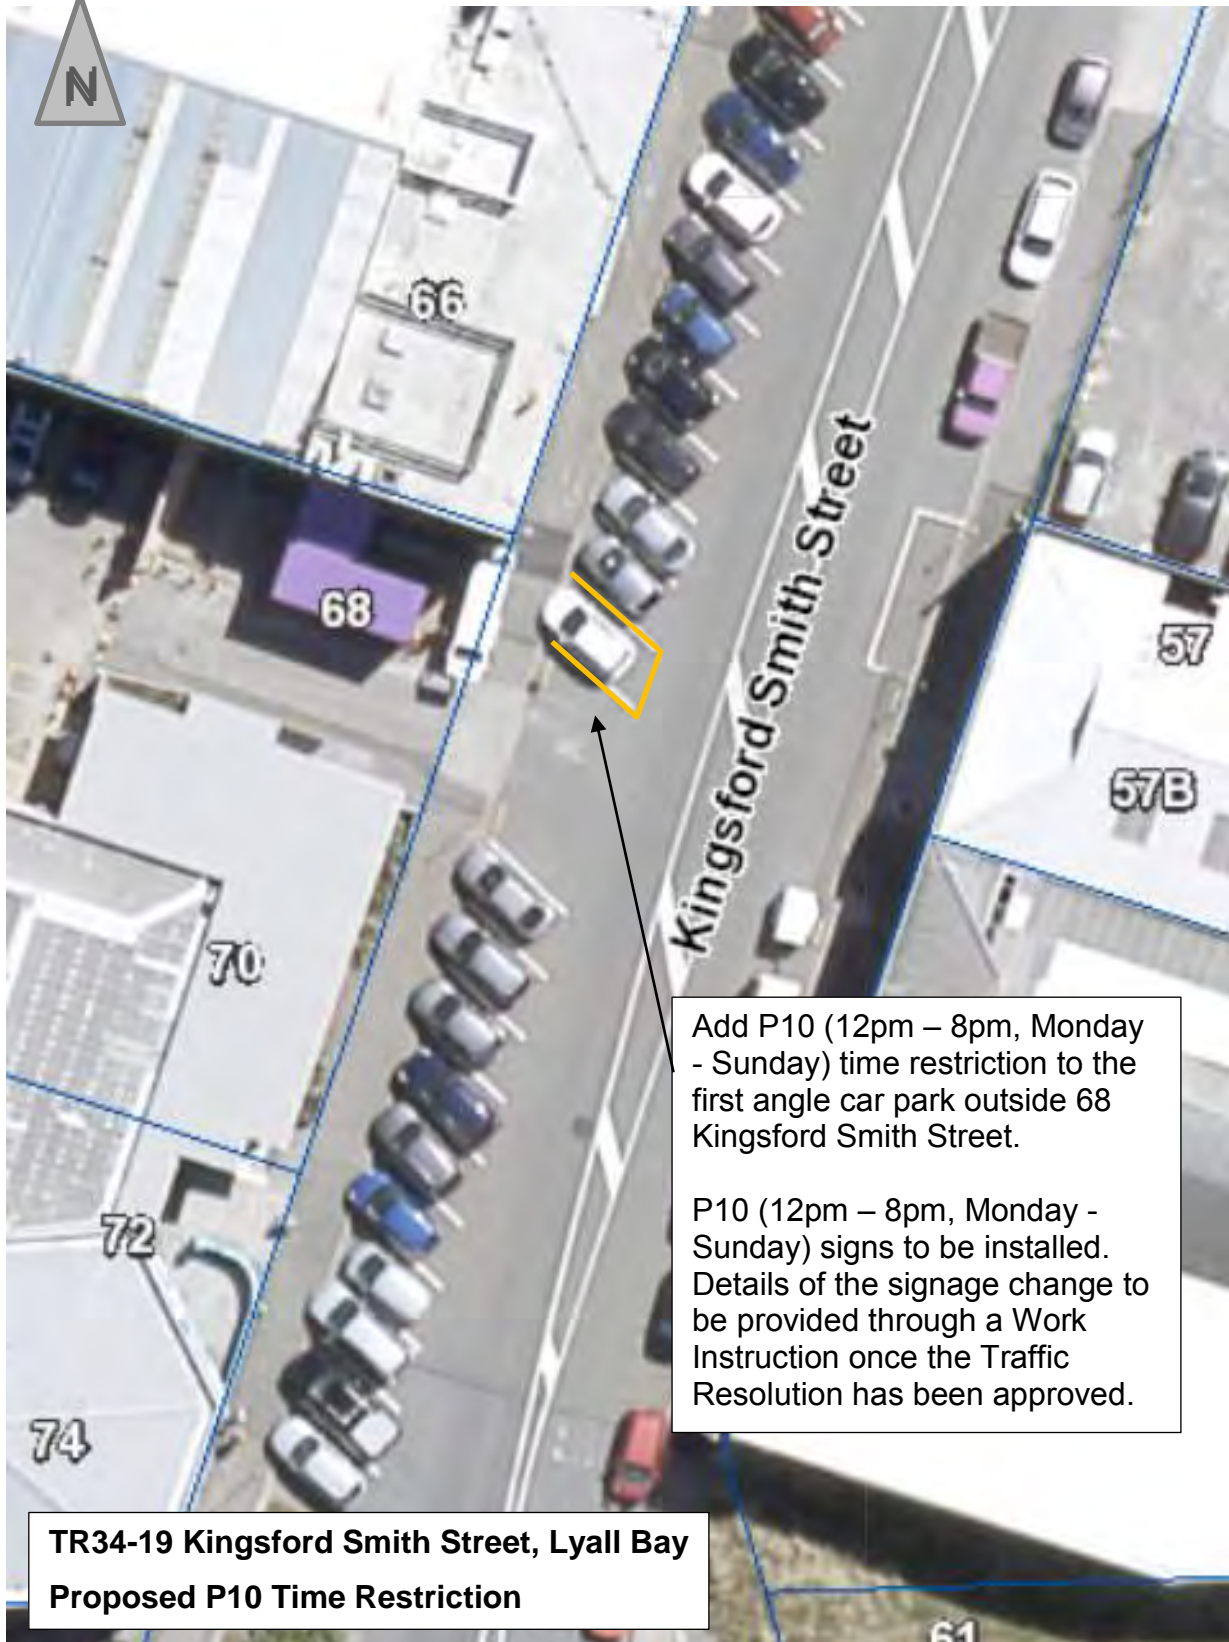 N
66
68
Kingsford Smith Street
57
57B
70
Add P10 (12pm – 8pm, Monday
- Sunday) time restriction to the
first angle car park outside 68
Kingsford Smith Street.
P10 (12pm – 8pm, Monday -
Sunday) signs to be installed.
Details of the signage change to
be provided through a Work
Instruction once the Traffic
Resolution has been approved.
72
74
TR34-19 Kingsford Smith Street, Lyall Bay
Proposed P10 Time Restriction
61